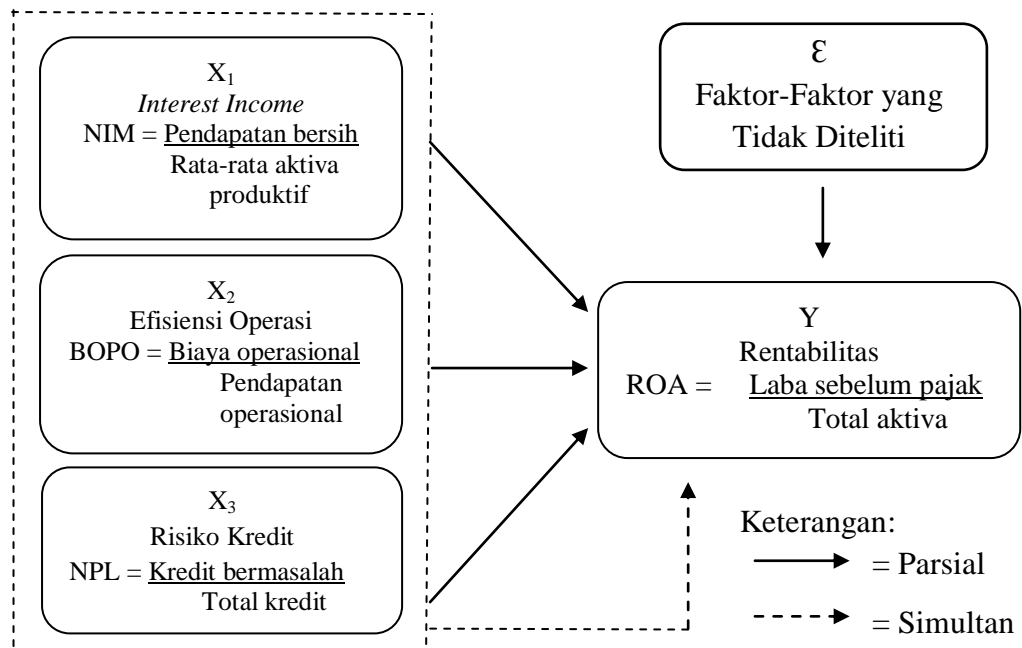 X₁
Interest Income
NIM = Pendapatan bersih
Rata-rata aktiva
produktif
X₂
Efisiensi Operasi
BOPO = Biaya operasional
Pendapatan
operasional
X₃
Risiko Kredit
NPL = Kredit bermasalah
Total kredit
Ɛ
Faktor-Faktor yang
Tidak Diteliti
Y
Rentabilitas
ROA = Laba sebelum pajak
Total aktiva
Keterangan:
= Parsial
= Simultan